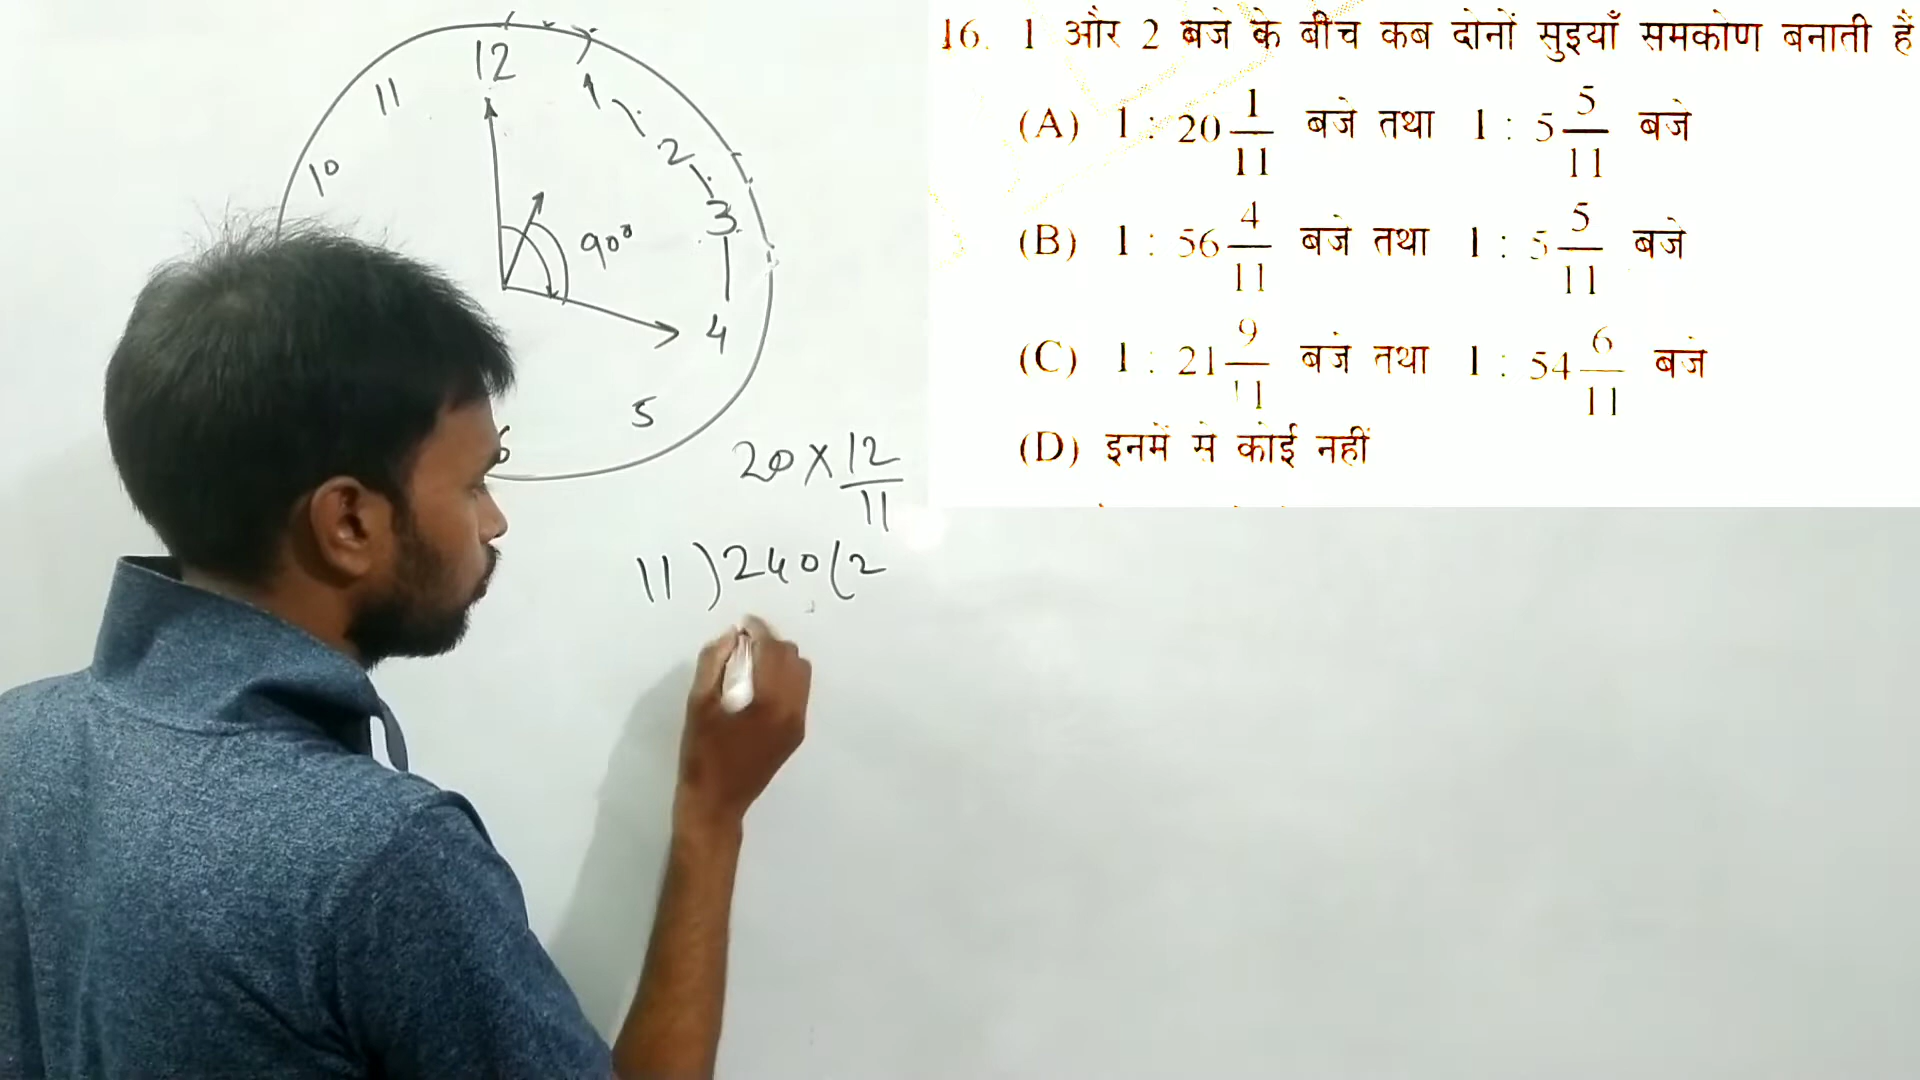 12
11
1
10
2
3
90°
4
5
6
20 × 12/11
11 ) 240 ( 2
16. 1 और 2 बजे के बीच कब दोनों सुइयाँ समकोण बनाती हैं
(A) 1 : 20 1/11 बजे तथा 1 : 5 5/11 बजे
(B) 1 : 56 4/11 बजे तथा 1 : 5 5/11 बजे
(C) 1 : 21 9/11 बजे तथा 1 : 54 6/11 बजे
(D) इनमें से कोई नहीं